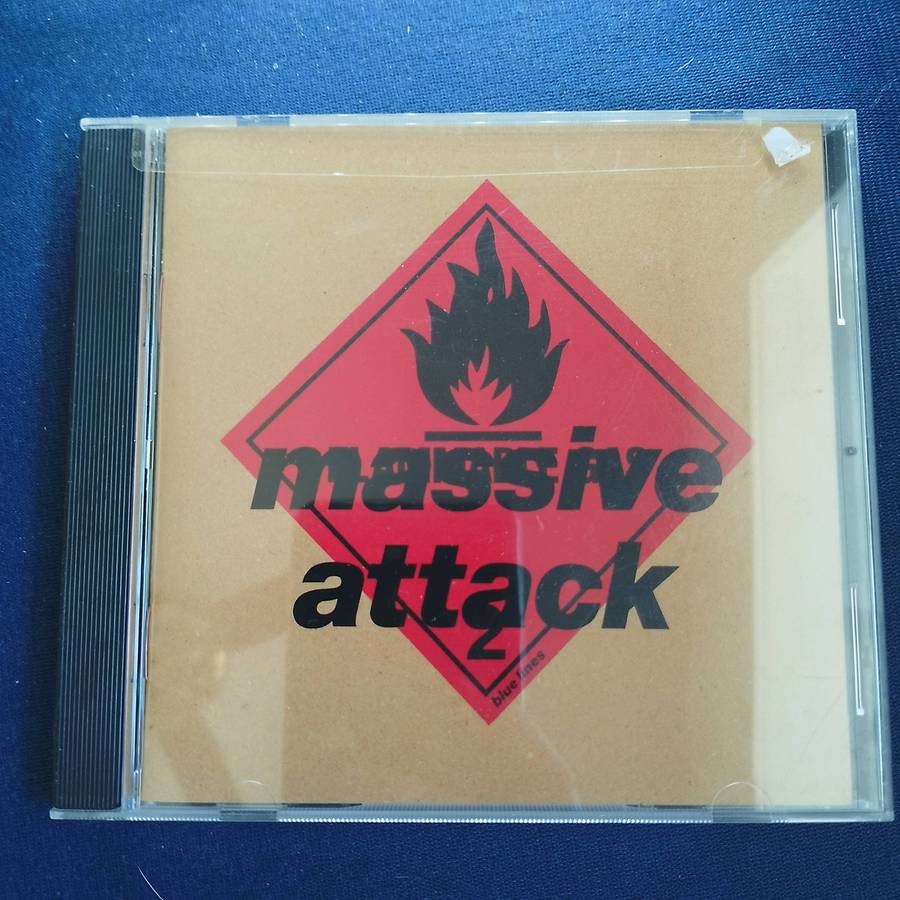 massive
attack
2
blue lines